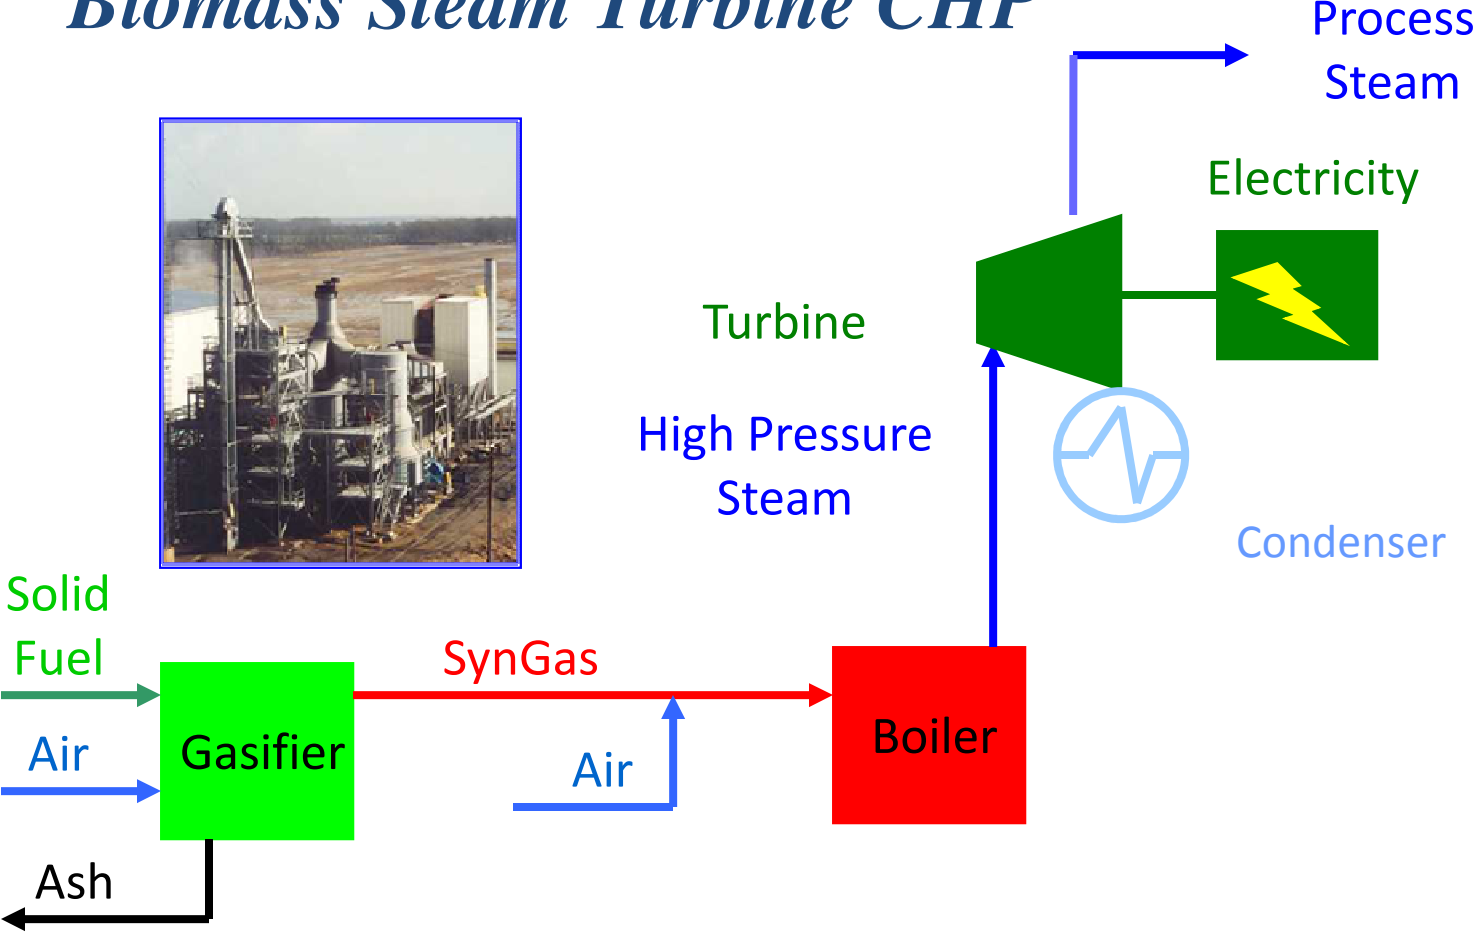 Biomass Steam Turbine CHP
Process
Steam
Electricity
Turbine
High Pressure
Steam
Condenser
Solid
Fuel
SynGas
Air
Gasifier
Boiler
Air
Ash